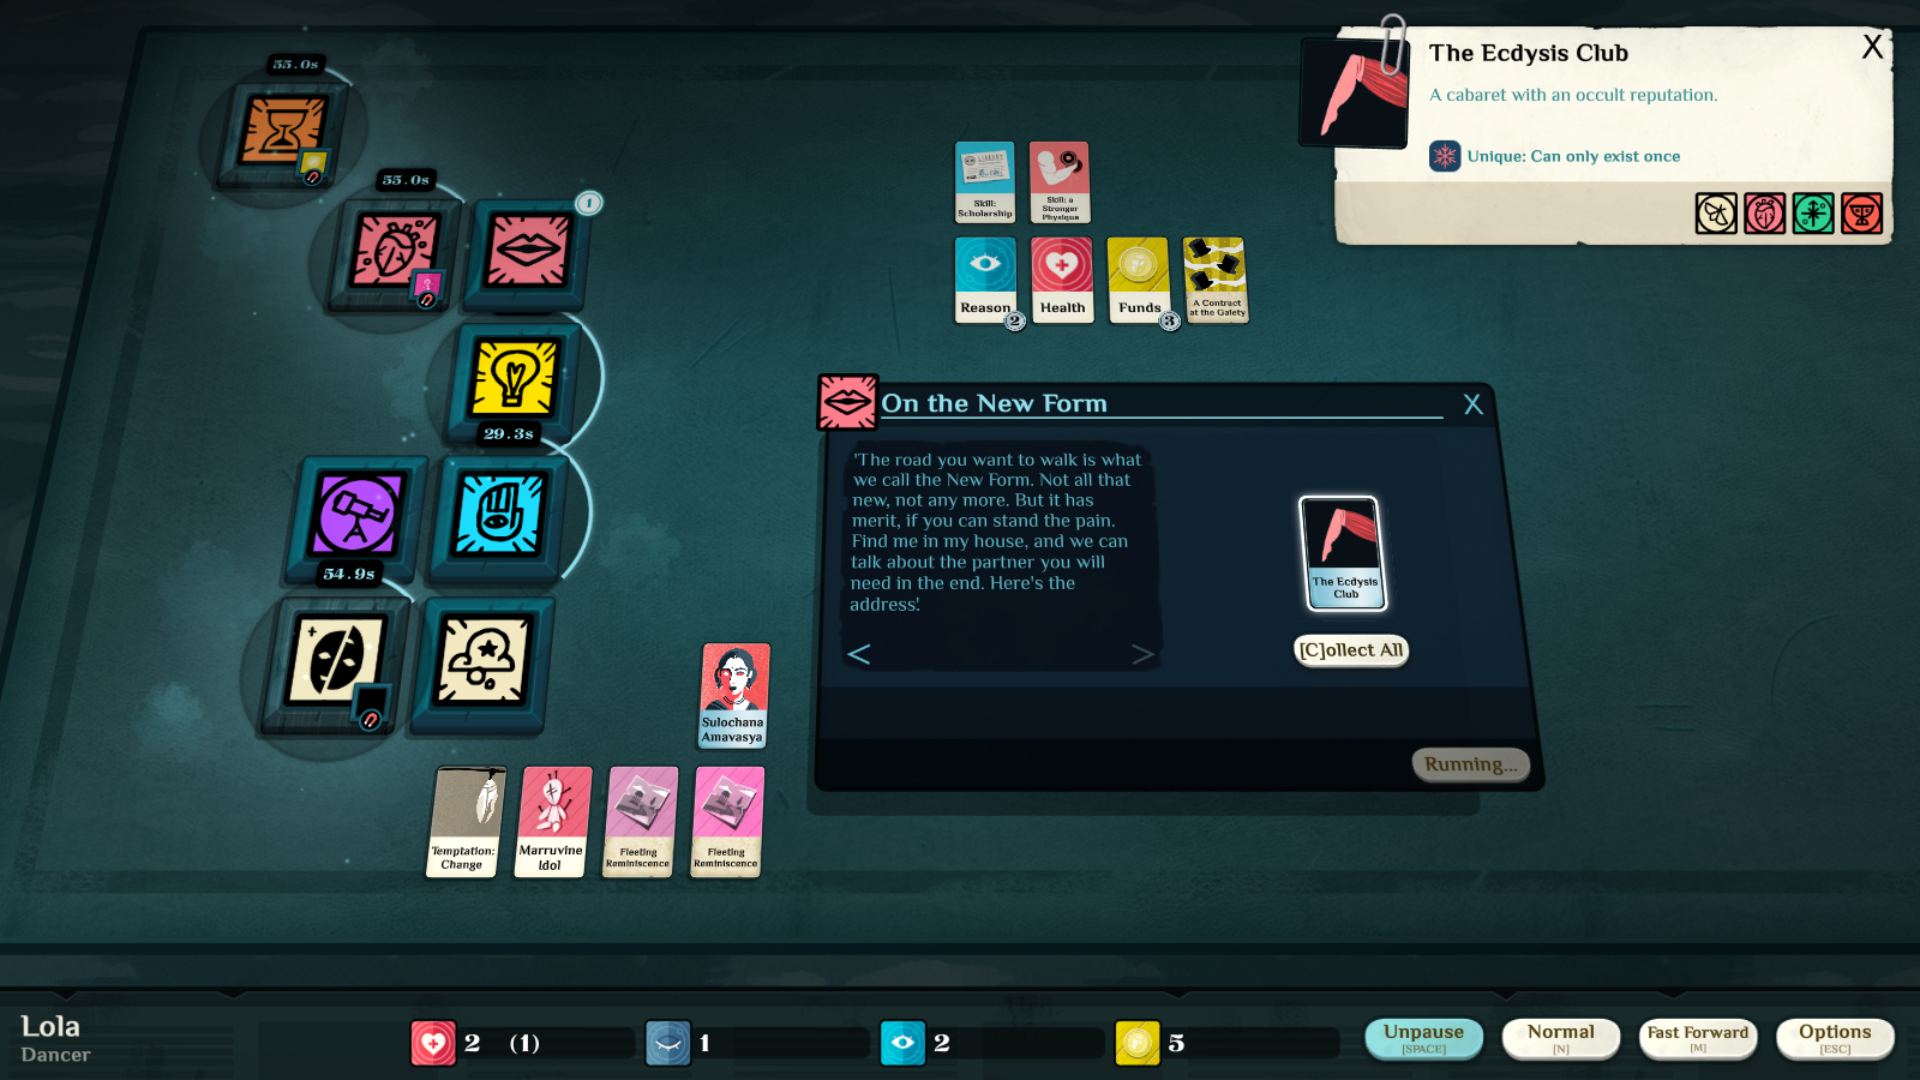 55.0s
The Ecdysis Club
X
A cabaret with an occult reputation.
Unique: Can only exist once
55.0s
1
Skill:
Scholarship
Skill: a
Stronger
Physique
Reason
2
Health
Funds
3
A Contract
at the Gaiety
29.3s
On the New Form
X
'The road you want to walk is what
we call the New Form. Not all that
new, not any more. But it has
merit, if you can stand the pain.
Find me in my house, and we can
talk about the partner you will
need in the end. Here's the
address'.
<
>
The Ecdysis
Club
[C]ollect All
Running...
54.9s
Sulochana
Amavasya
Temptation:
Change
Marruvine
Idol
Fleeting
Reminiscence
Fleeting
Reminiscence
Lola
Dancer
2 (1)
1
2
5
Unpause
[SPACE]
Normal
[N]
Fast Forward
[M]
Options
[ESC]